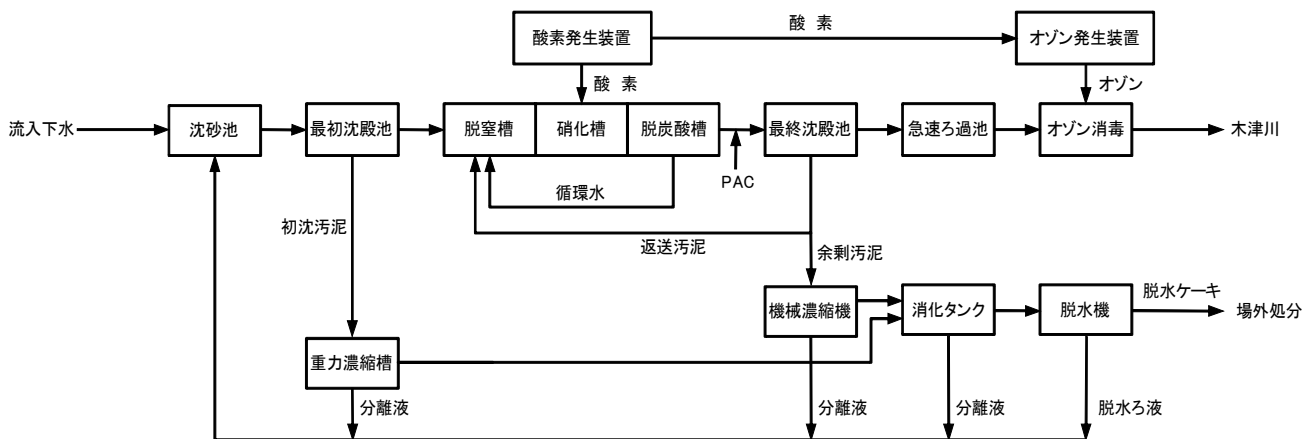 酸素発生装置
酸 素
オゾン発生装置
酸 素
オゾン
流入下水
沈砂池
最初沈殿池
脱窒槽
硝化槽
脱炭酸槽
最終沈殿池
急速ろ過池
オゾン消毒
木津川
PAC
循環水
初沈汚泥
返送汚泥
余剰汚泥
機械濃縮機
消化タンク
脱水機
脱水ケーキ
場外処分
重力濃縮槽
分離液
分離液
分離液
脱水ろ液